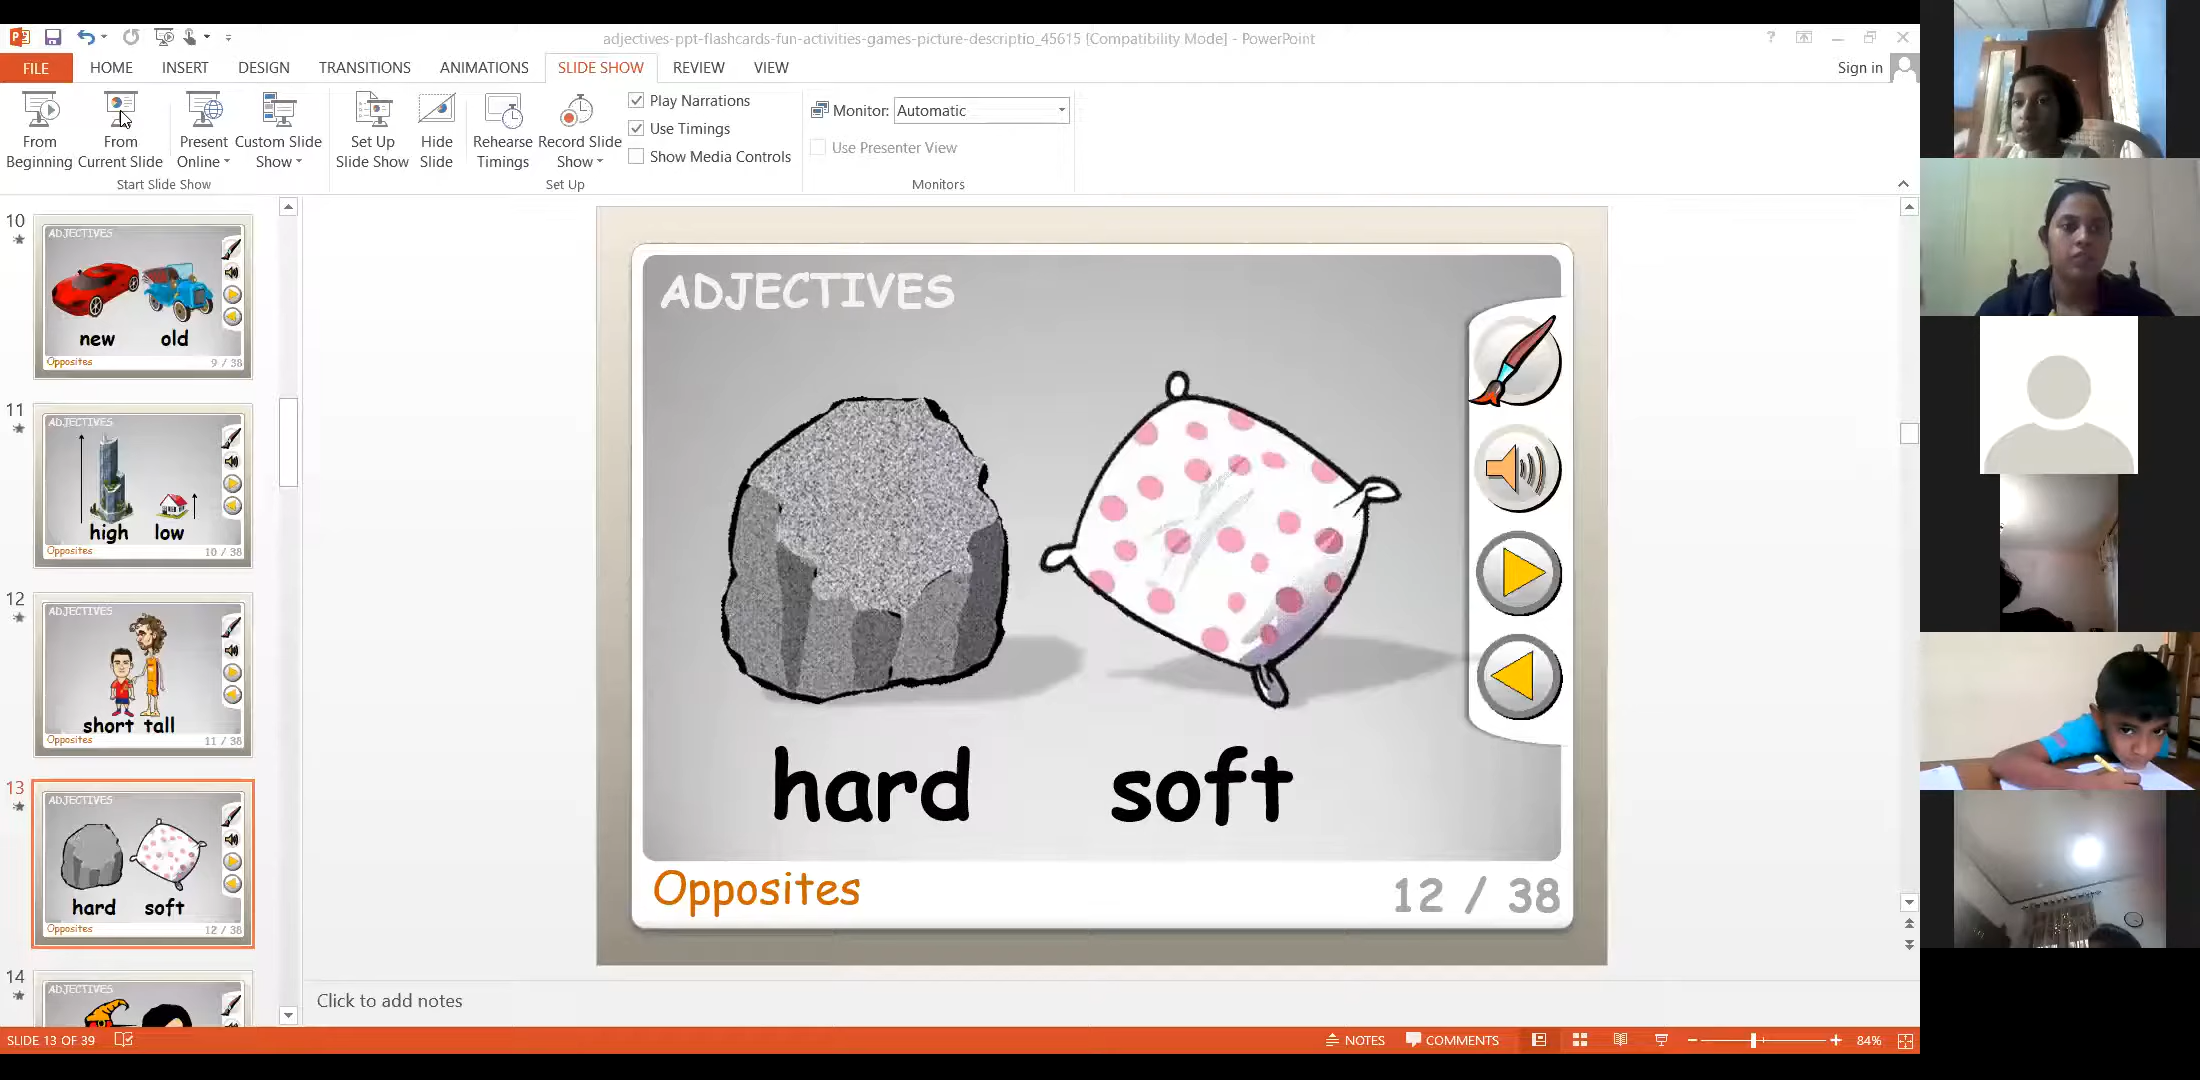 adjectives-ppt-flashcards-fun-activities-games-picture-descriptio_45615 [Compatibility Mode] - PowerPoint
FILE HOME INSERT DESIGN TRANSITIONS ANIMATIONS SLIDE SHOW REVIEW VIEW
Sign in
From Beginning
From Current Slide
Present Online
Custom Slide Show
Start Slide Show
Set Up Slide Show
Hide Slide
Rehearse Timings
Record Slide Show
Play Narrations
Use Timings
Show Media Controls
Set Up
Monitor: Automatic
Use Presenter View
Monitors
10
ADJECTIVES
new old
Opposites 9 / 38
11
ADJECTIVES
high low
Opposites 10 / 38
12
ADJECTIVES
short tall
Opposites 11 / 38
13
ADJECTIVES
hard soft
Opposites 12 / 38
14
ADJECTIVES
ADJECTIVES
hard soft
Opposites 12 / 38
Click to add notes
SLIDE 13 OF 39
NOTES COMMENTS 84%